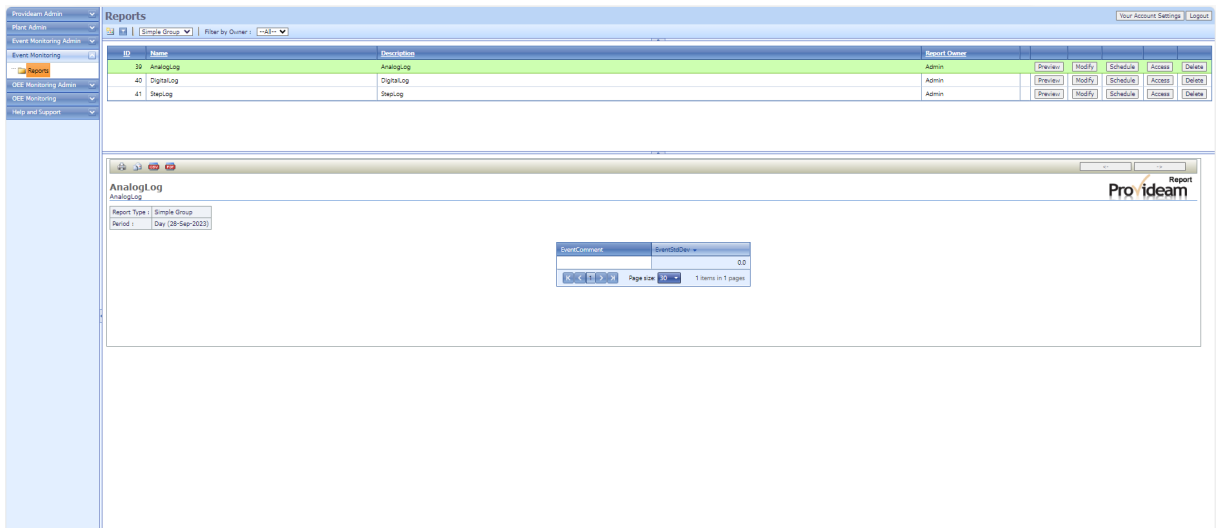 Provideam Admin
Plant Admin
Event Monitoring Admin
Event Monitoring
Reports
OEE Monitoring Admin
OEE Monitoring
Help and Support
Reports
Your Account Settings Logout
Simple Group Filter by Owner : --All--
ID Name Description Report Owner
39 AnalogLog AnalogLog Admin Preview Modify Schedule Access Delete
40 DigitalLog DigitalLog Admin Preview Modify Schedule Access Delete
41 StepLog StepLog Admin Preview Modify Schedule Access Delete
AnalogLog
AnalogLog
Report
Provideam
Report Type : Simple Group
Period : Day (28-Sep-2023)
EventComment EventStdDev
0.0
1 Page size: 30 1 items in 1 pages